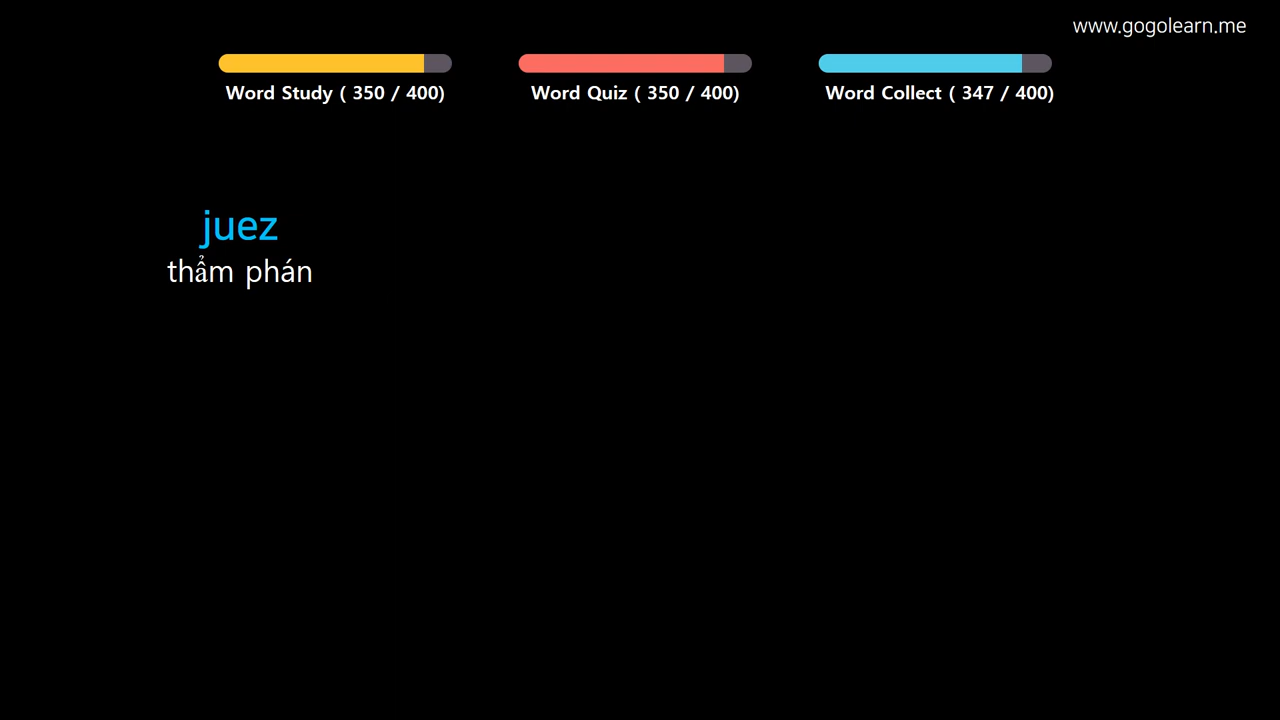 www.gogolearn.me
Word Study ( 350 / 400)
Word Quiz ( 350 / 400)
Word Collect ( 347 / 400)
juez
thẩm phán